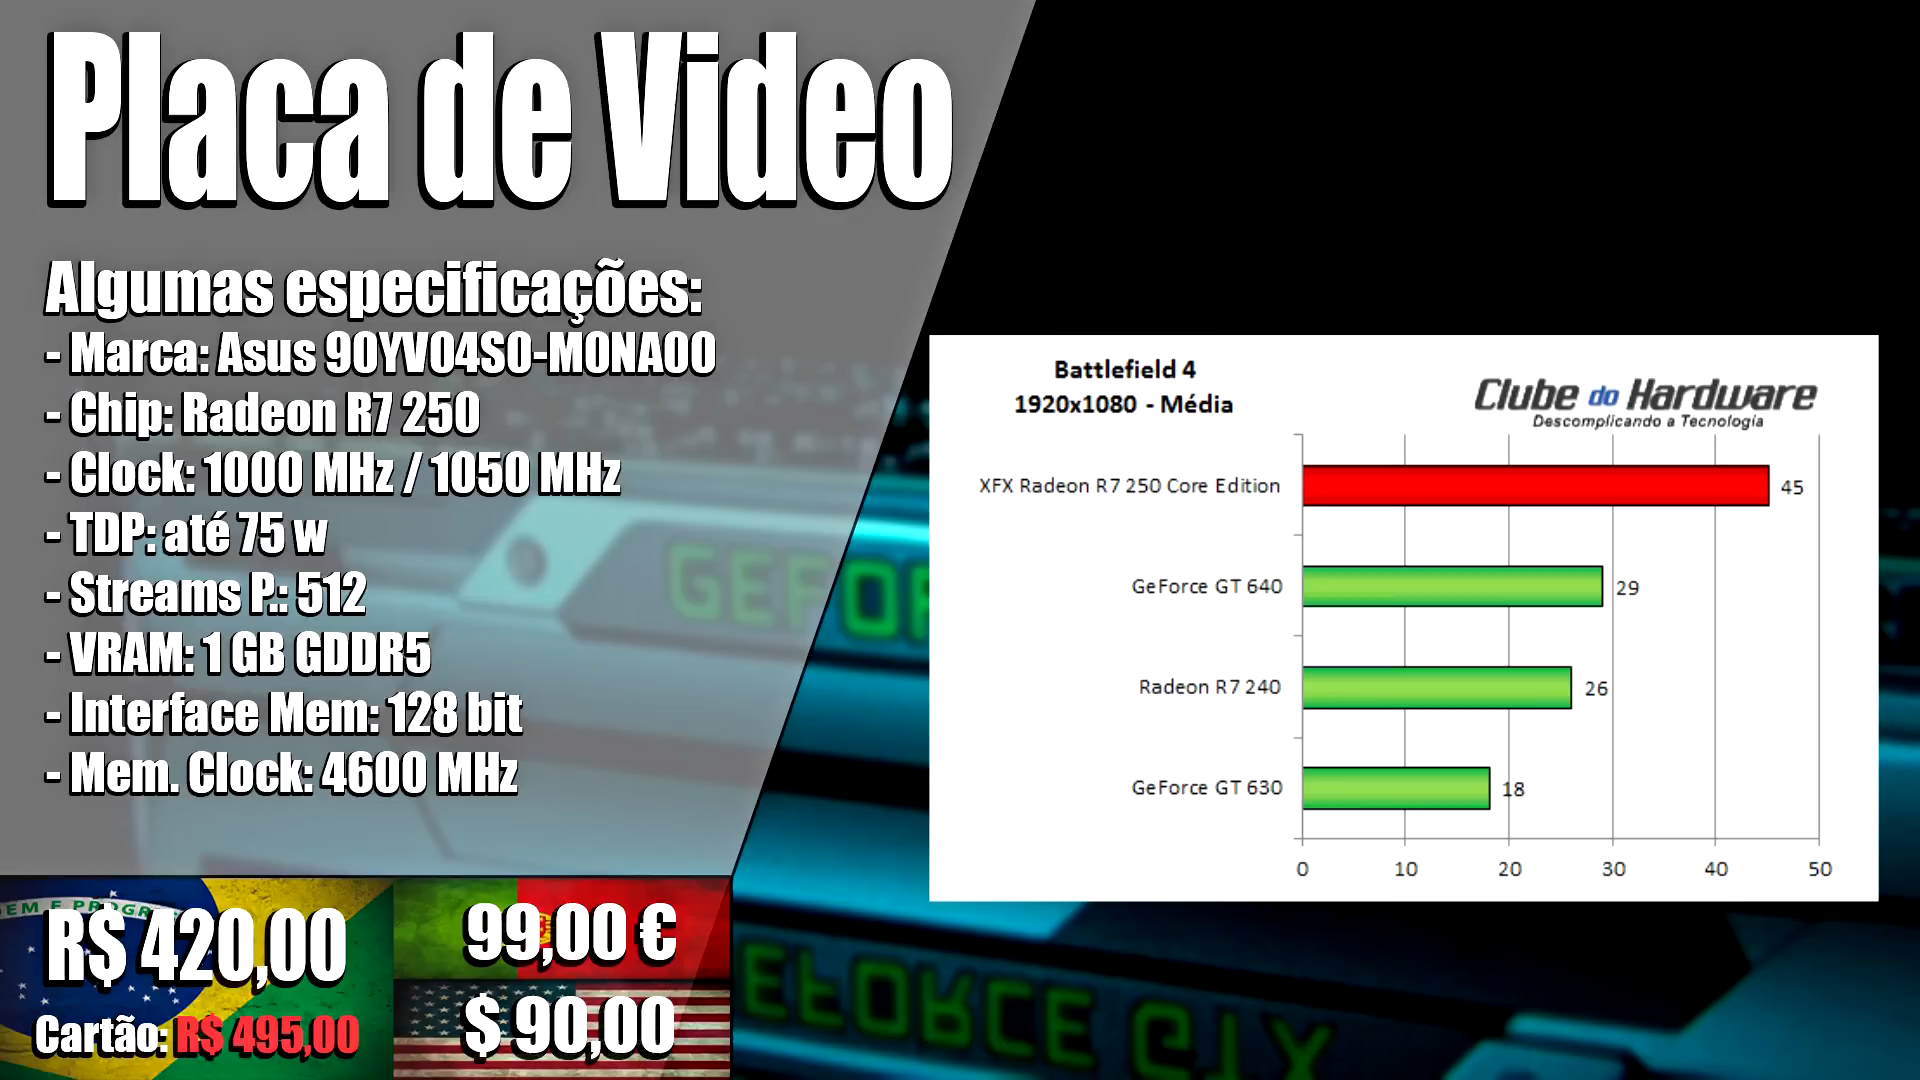 Placa de Video
Algumas especificações:
- Marca: Asus 90YV04S0-M0NA00
- Chip: Radeon R7 250
- Clock: 1000 MHz / 1050 MHz
- TDP: até 75 w
- Streams P.: 512
- VRAM: 1 GB GDDR5
- Interface Mem: 128 bit
- Mem. Clock: 4600 MHz
R$ 420,00
Cartão: R$ 495,00
99,00 €
$ 90,00
Battlefield 4
1920x1080 - Média
Clube do Hardware
Descomplicando a Tecnologia
XFX Radeon R7 250 Core Edition 45
GeForce GT 640 29
Radeon R7 240 26
GeForce GT 630 18
0 10 20 30 40 50
GEFO
EFORCE GTX